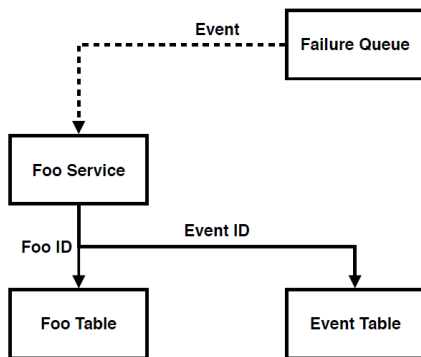 Event
Failure Queue
Foo Service
Event ID
Foo ID
Foo Table
Event Table